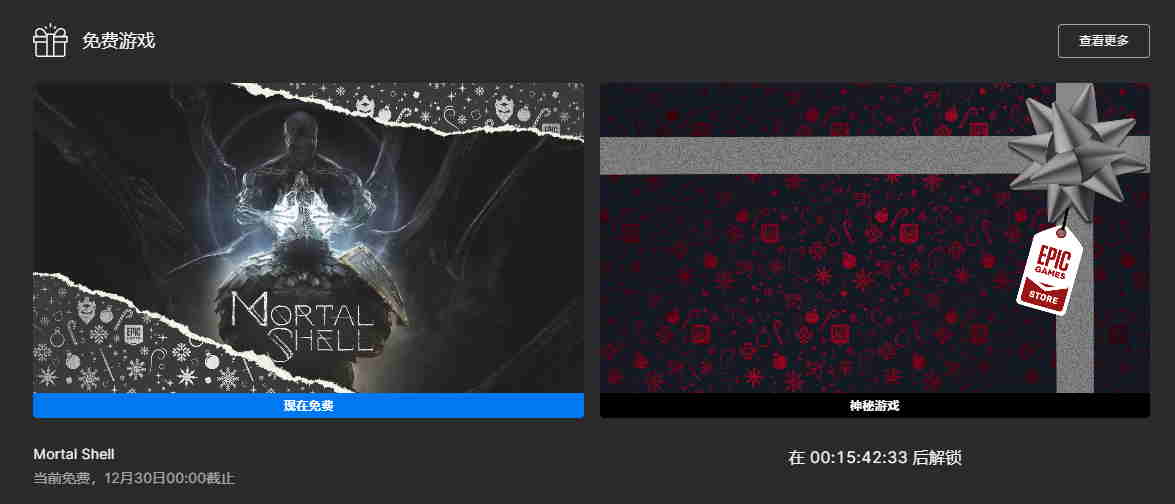 免费游戏
查看更多
EPIC
MORTAL
SHELL
EPIC
GAMES
STORE
现在免费
神秘游戏
Mortal Shell
当前免费，12月30日00:00截止
在 00:15:42:33 后解锁